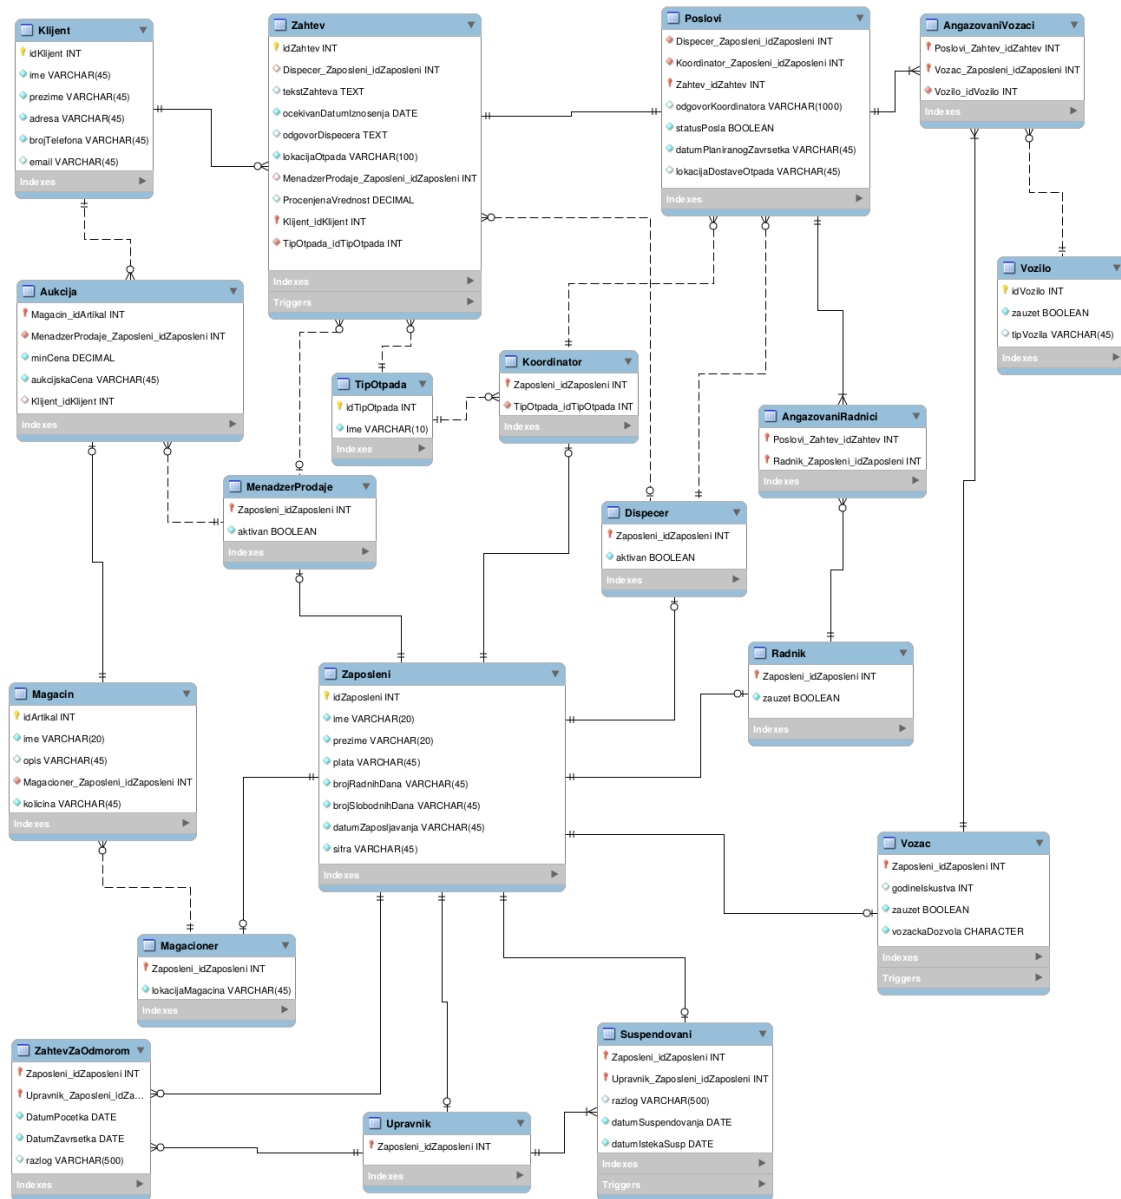 Klijent
idKlijent INT
ime VARCHAR(45)
prezime VARCHAR(45)
adresa VARCHAR(45)
brojTelefona VARCHAR(45)
email VARCHAR(45)
Indexes
Zahtev
idZahtev INT
Dispecer_Zaposleni_idZaposleni INT
tekstZahteva TEXT
ocekivanDatumIznosenja DATE
odgovorDispecera TEXT
lokacijaOtpada VARCHAR(100)
MenadzerProdaje_Zaposleni_idZaposleni INT
ProcenjenaVrednost DECIMAL
Klijent_idKlijent INT
TipOtpada_idTipOtpada INT
Indexes
Triggers
Poslovi
Dispecer_Zaposleni_idZaposleni INT
Koordinator_Zaposleni_idZaposleni INT
Zahtev_idZahtev INT
odgovorKoordinatora VARCHAR(1000)
statusPosla BOOLEAN
datumPlaniranogZavrsetka VARCHAR(45)
lokacijaDostaveOtpada VARCHAR(45)
Indexes
AngazovaniVozaci
Poslovi_Zahtev_idZahtev INT
Vozac_Zaposleni_idZaposleni INT
Vozilo_idVozilo INT
Indexes
Vozilo
idVozilo INT
zauzet BOOLEAN
tipVozila VARCHAR(45)
Indexes
Aukcija
Magacin_idArtikal INT
MenadzerProdaje_Zaposleni_idZaposleni INT
minCena DECIMAL
aukcijskaCena VARCHAR(45)
Klijent_idKlijent INT
Indexes
TipOtpada
idTipOtpada INT
Ime VARCHAR(10)
Indexes
Koordinator
Zaposleni_idZaposleni INT
TipOtpada_idTipOtpada INT
Indexes
AngazovaniRadnici
Poslovi_Zahtev_idZahtev INT
Radnik_Zaposleni_idZaposleni INT
Indexes
MenadzerProdaje
Zaposleni_idZaposleni INT
aktivan BOOLEAN
Indexes
Dispecer
Zaposleni_idZaposleni INT
aktivan BOOLEAN
Indexes
Radnik
Zaposleni_idZaposleni INT
zauzet BOOLEAN
Indexes
Zaposleni
idZaposleni INT
ime VARCHAR(20)
prezime VARCHAR(20)
plata VARCHAR(45)
brojRadnihDana VARCHAR(45)
brojSlobodnihDana VARCHAR(45)
datumZaposljavanja VARCHAR(45)
sifra VARCHAR(45)
Indexes
Magacin
idArtikal INT
ime VARCHAR(20)
opis VARCHAR(45)
Magacioner_Zaposleni_idZaposleni INT
kolicina VARCHAR(45)
Indexes
Vozac
Zaposleni_idZaposleni INT
godineIskustva INT
zauzet BOOLEAN
vozackaDozvola CHARACTER
Indexes
Triggers
Magacioner
Zaposleni_idZaposleni INT
lokacijaMagacina VARCHAR(45)
Indexes
ZahtevZaOdmorom
Zaposleni_idZaposleni INT
Upravnik_Zaposleni_idZa...
DatumPocetka DATE
DatumZavrsetka DATE
razlog VARCHAR(500)
Indexes
Upravnik
Zaposleni_idZaposleni INT
Indexes
Suspendovani
Zaposleni_idZaposleni INT
Upravnik_Zaposleni_idZaposleni INT
razlog VARCHAR(500)
datumSuspendovanja DATE
datumIstekaSusp DATE
Indexes
Triggers